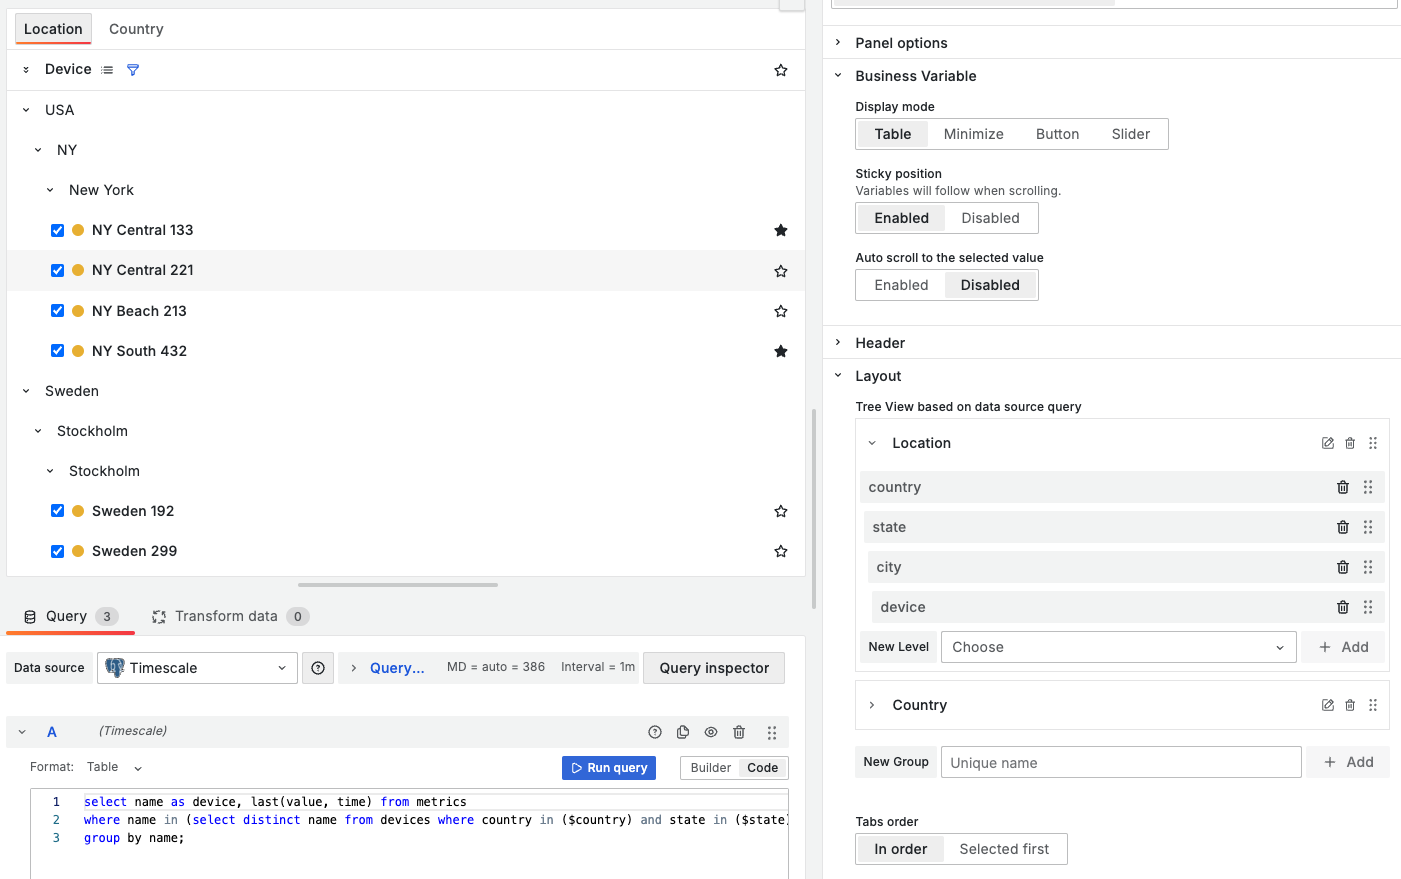 Location
Country
Device
USA
NY
New York
NY Central 133
NY Central 221
NY Beach 213
NY South 432
Sweden
Stockholm
Stockholm
Sweden 192
Sweden 299
Query 3
Transform data 0
Data source
Timescale
Query...
MD = auto = 386
Interval = 1m
Query inspector
A
(Timescale)
Format: Table
Run query
Builder
Code
1 select name as device, last(value, time) from metrics
2 where name in (select distinct name from devices where country in ($country) and state in ($state)
3 group by name;
Panel options
Business Variable
Display mode
Table
Minimize
Button
Slider
Sticky position
Variables will follow when scrolling.
Enabled
Disabled
Auto scroll to the selected value
Enabled
Disabled
Header
Layout
Tree View based on data source query
Location
country
state
city
device
New Level
Choose
Add
Country
New Group
Unique name
Add
Tabs order
In order
Selected first